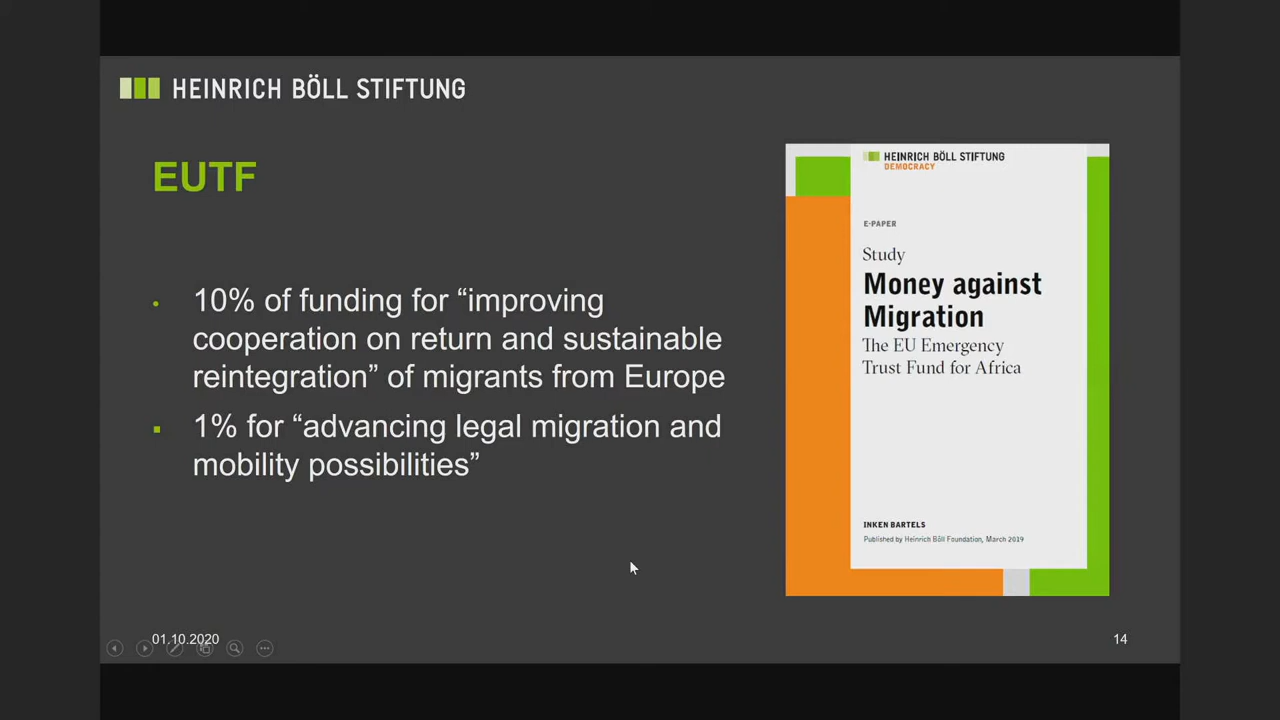 HEINRICH BÖLL STIFTUNG
EUTF
10% of funding for “improving
cooperation on return and sustainable
reintegration” of migrants from Europe
1% for “advancing legal migration and
mobility possibilities”
HEINRICH BÖLL STIFTUNG
DEMOCRACY
E-PAPER
Study
Money against
Migration
The EU Emergency
Trust Fund for Africa
INKEN BARTELS
Published by Heinrich Böll Foundation, March 2019
01.10.2020
14